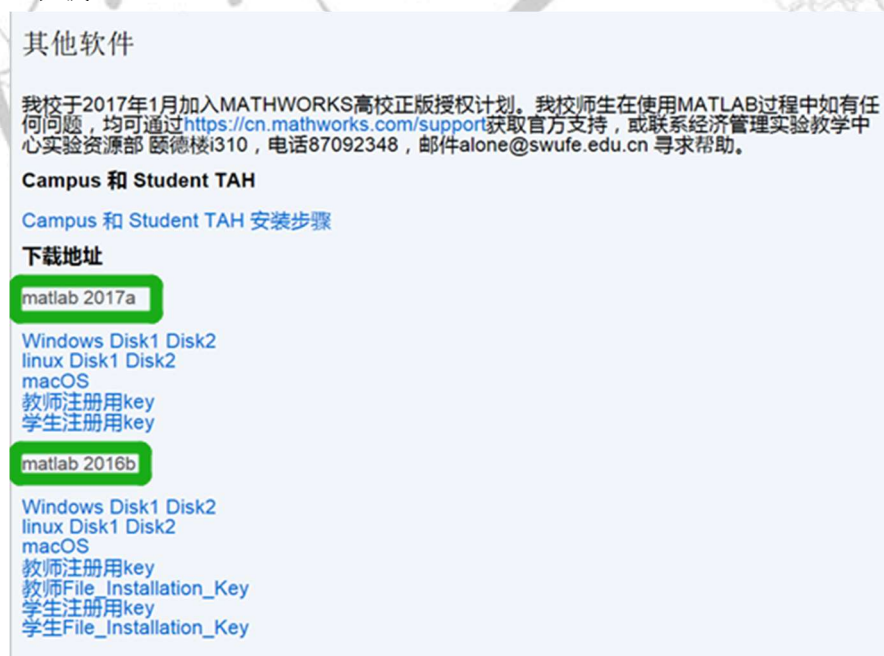 其他软件
我校于2017年1月加入MATHWORKS高校正版授权计划。我校师生在使用MATLAB过程中如有任
何问题，均可通过https://cn.mathworks.com/support获取官方支持，或联系经济管理实验教学中
心实验资源部 颐德楼i310，电话87092348，邮件alone@swufe.edu.cn 寻求帮助。
Campus 和 Student TAH
Campus 和 Student TAH 安装步骤
下载地址
matlab 2017a
Windows Disk1 Disk2
linux Disk1 Disk2
macOS
教师注册用key
学生注册用key
matlab 2016b
Windows Disk1 Disk2
linux Disk1 Disk2
macOS
教师注册用key
教师File_Installation_Key
学生注册用key
学生File_Installation_Key